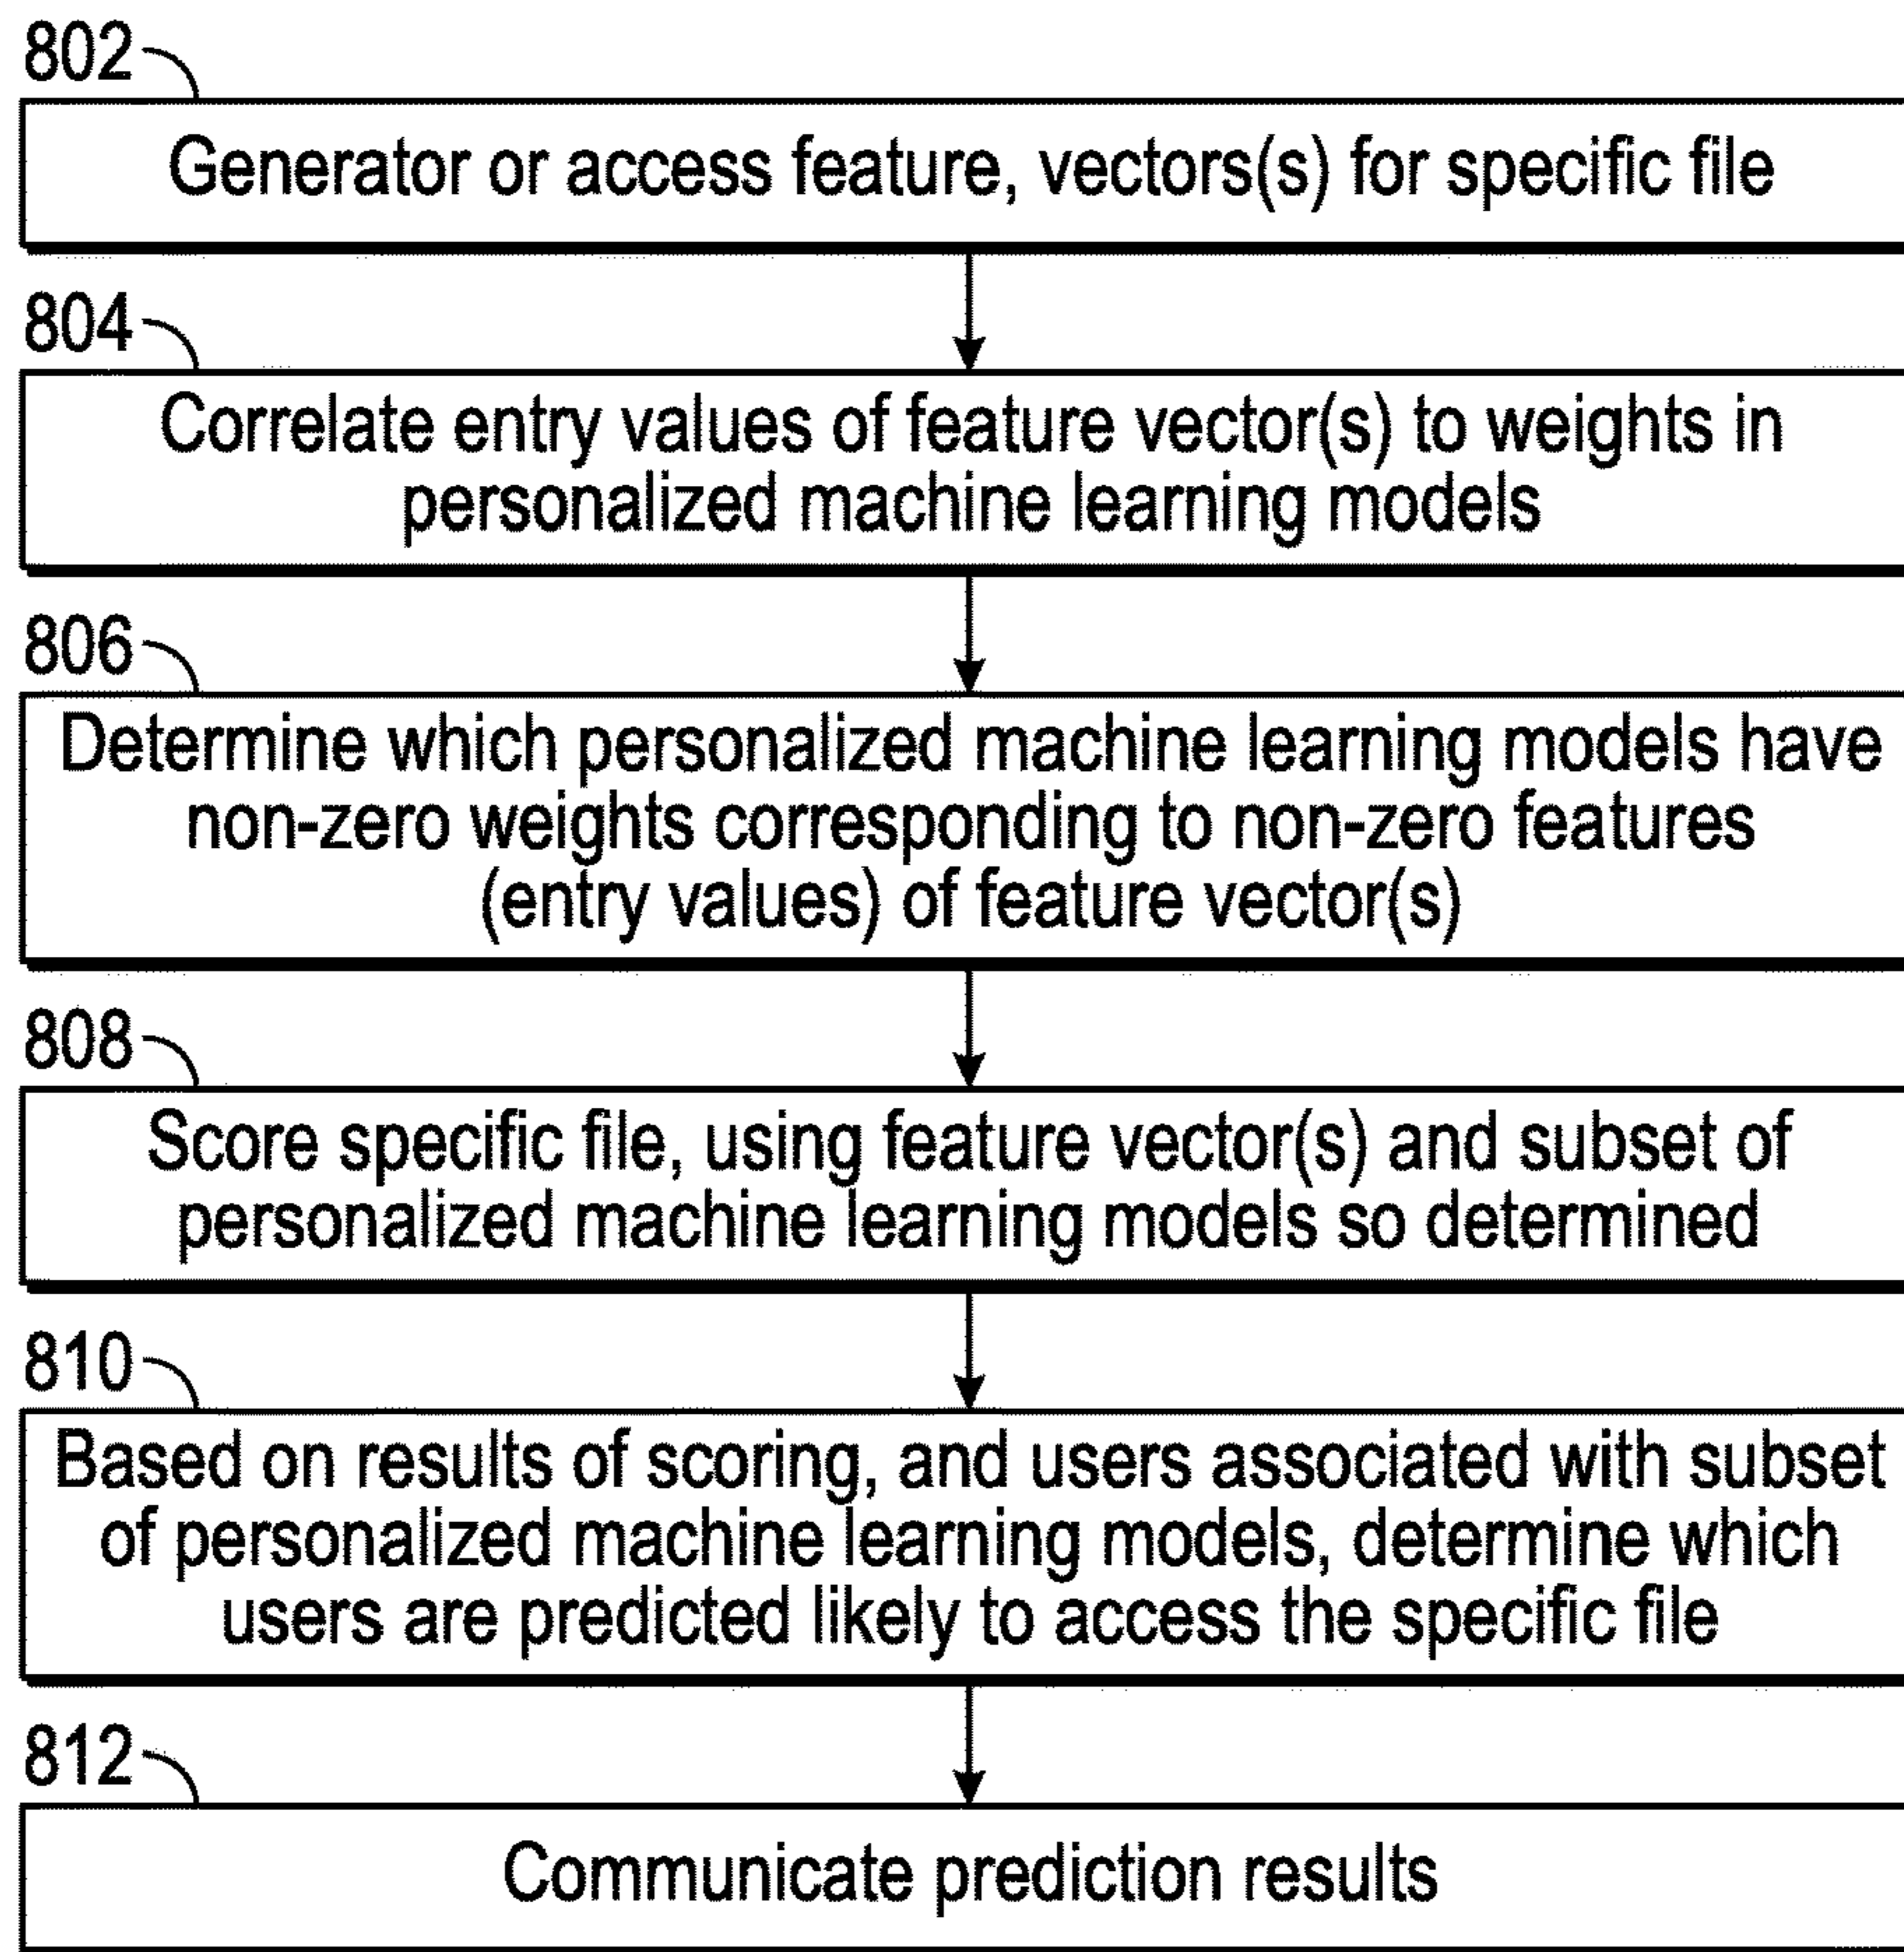 802
Generator or access feature, vectors(s) for specific file
804
Correlate entry values of feature vector(s) to weights in
personalized machine learning models
806
Determine which personalized machine learning models have
non-zero weights corresponding to non-zero features
(entry values) of feature vector(s)
808
Score specific file, using feature vector(s) and subset of
personalized machine learning models so determined
810
Based on results of scoring, and users associated with subset
of personalized machine learning models, determine which
users are predicted likely to access the specific file
812
Communicate prediction results